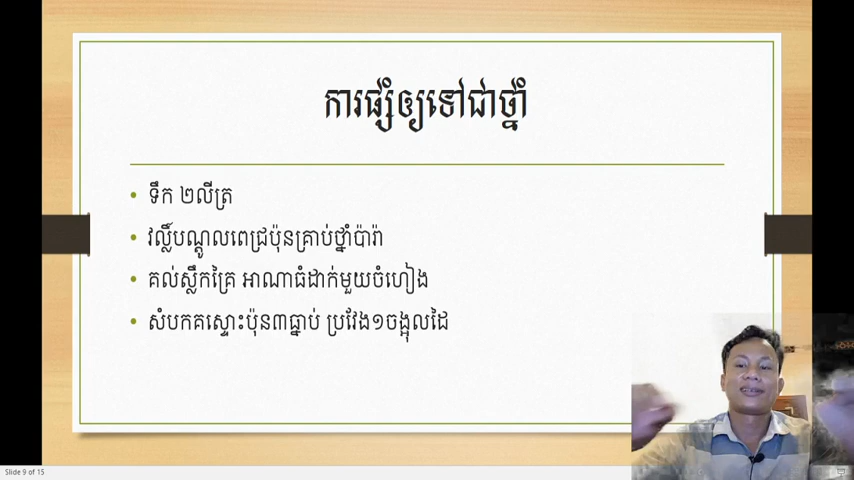 ការផ្សំឲ្យទៅជាថ្នាំ
• ទឹក ២លីត្រ
• វល្លិ៍បណ្ដូលពេជ្រប៉ុនគ្រាប់ថ្នាំប៉ារ៉ា
• គល់ស្លឹកគ្រៃ អាណាធំដាក់មួយចំហៀង
• សំបកគស្ទោះប៉ុន៣ធ្នាប់ ប្រវែង១ចង្អុលដៃ
Slide 9 of 15